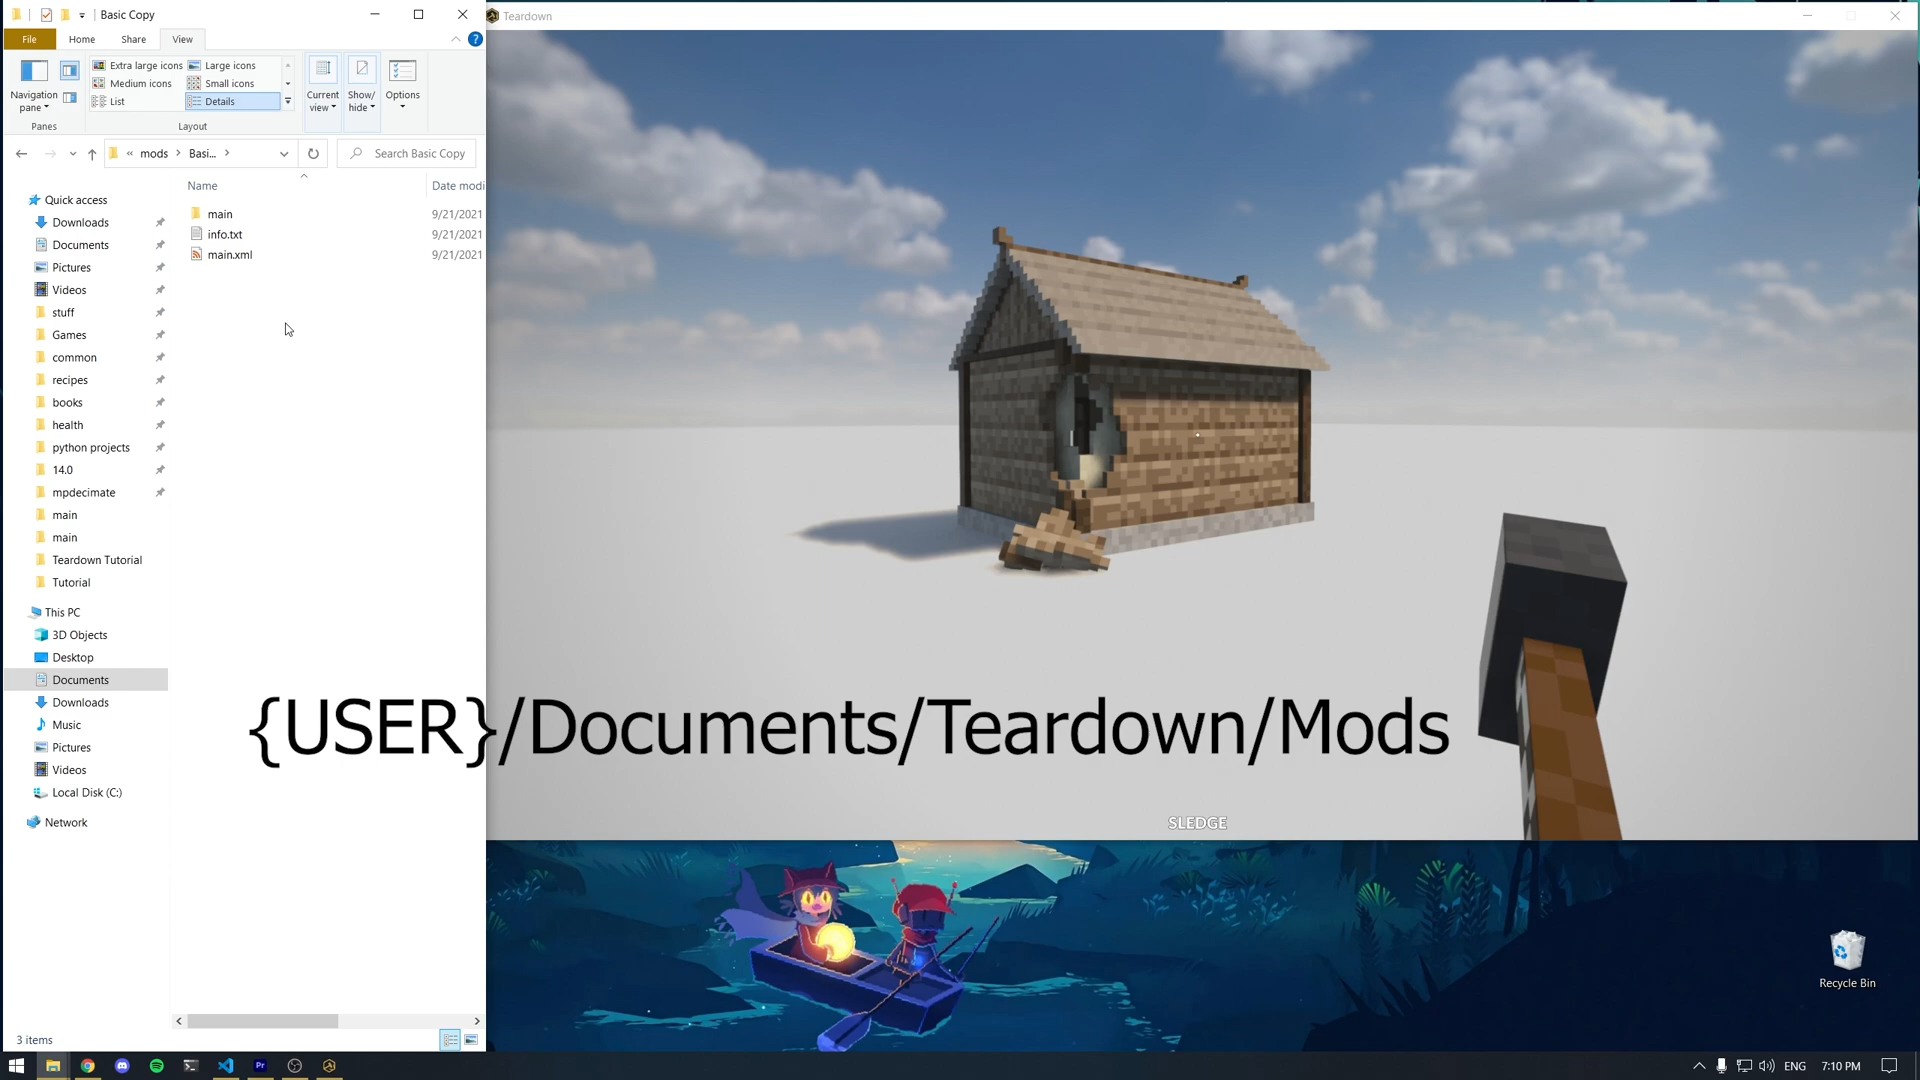 Basic Copy
Teardown
File
Home
Share
View
?
Navigation pane
Extra large icons
Large icons
Medium icons
Small icons
List
Details
Current view
Show/ hide
Options
Panes
Layout
« mods > Basi... >
Search Basic Copy
Name
Date modi
main 9/21/2021
info.txt 9/21/2021
main.xml 9/21/2021
Quick access
Downloads
Documents
Pictures
Videos
stuff
Games
common
recipes
books
health
python projects
14.0
mpdecimate
main
main
Teardown Tutorial
Tutorial
This PC
3D Objects
Desktop
Documents
Downloads
Music
Pictures
Videos
Local Disk (C:)
Network
{USER}/Documents/Teardown/Mods
SLEDGE
Recycle Bin
3 items
Pr
ENG
7:10 PM